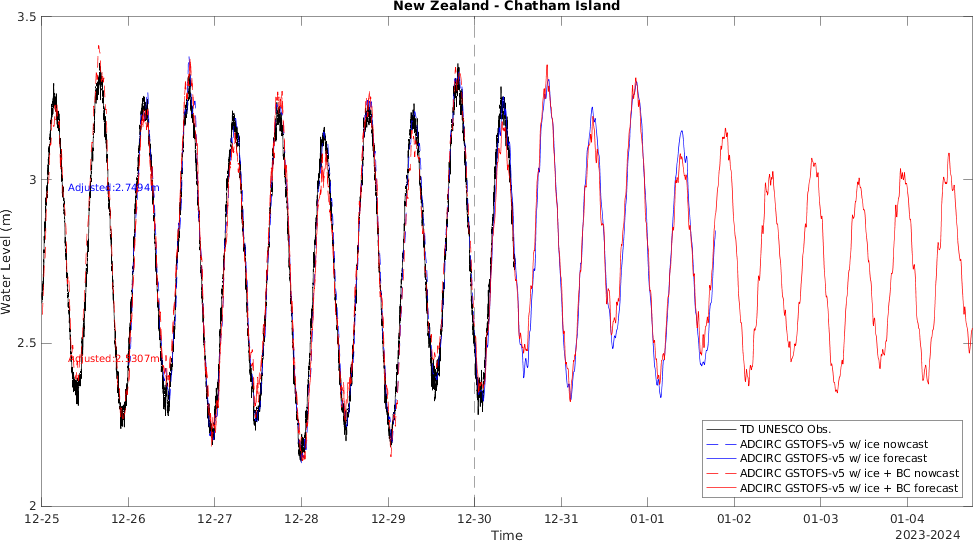 New Zealand - Chatham Island
3.5
3
2.5
2
Water Level (m)
Adjusted:2.7494m
Adjusted:2.9307m
TD UNESCO Obs.
ADCIRC GSTOFS-v5 w/ ice nowcast
ADCIRC GSTOFS-v5 w/ ice forecast
ADCIRC GSTOFS-v5 w/ ice + BC nowcast
ADCIRC GSTOFS-v5 w/ ice + BC forecast
12-25 12-26 12-27 12-28 12-29 12-30 12-31 01-01 01-02 01-03 01-04
Time
2023-2024